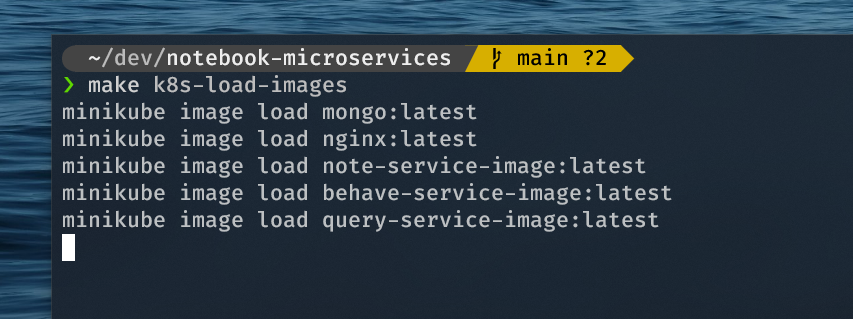 ~/dev/notebook-microservices main ?2
❯ make k8s-load-images
minikube image load mongo:latest
minikube image load nginx:latest
minikube image load note-service-image:latest
minikube image load behave-service-image:latest
minikube image load query-service-image:latest